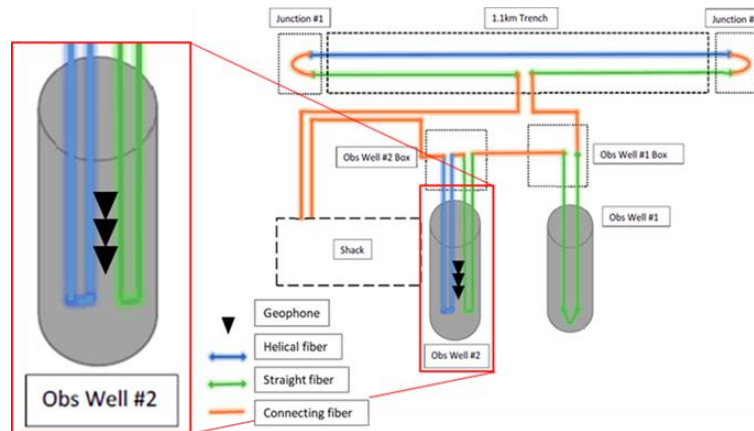 Junction #1
1.1km Trench
Junction #
Obs Well #2 Box
Obs Well #1 Box
Obs Well #1
Shack
Geophone
Helical fiber
Obs Well #2
Straight fiber
Connecting fiber
Obs Well #2